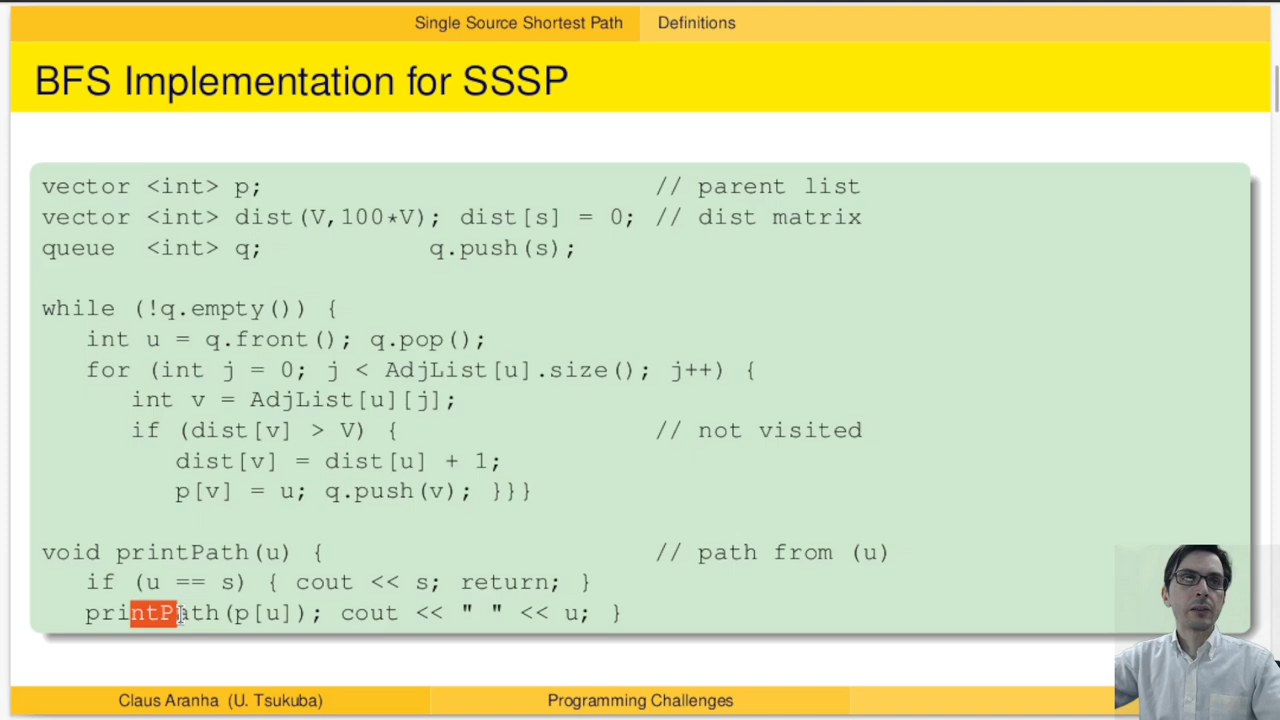 Single Source Shortest Path Definitions
BFS Implementation for SSSP
vector <int> p; // parent list
vector <int> dist(V,100*V); dist[s] = 0; // dist matrix
queue <int> q; q.push(s);
while (!q.empty()) {
int u = q.front(); q.pop();
for (int j = 0; j < AdjList[u].size(); j++) {
int v = AdjList[u][j];
if (dist[v] > V) { // not visited
dist[v] = dist[u] + 1;
p[v] = u; q.push(v); }}}
void printPath(u) { // path from (u)
if (u == s) { cout << s; return; }
printPath(p[u]); cout << " " << u; }
Claus Aranha (U. Tsukuba) Programming Challenges